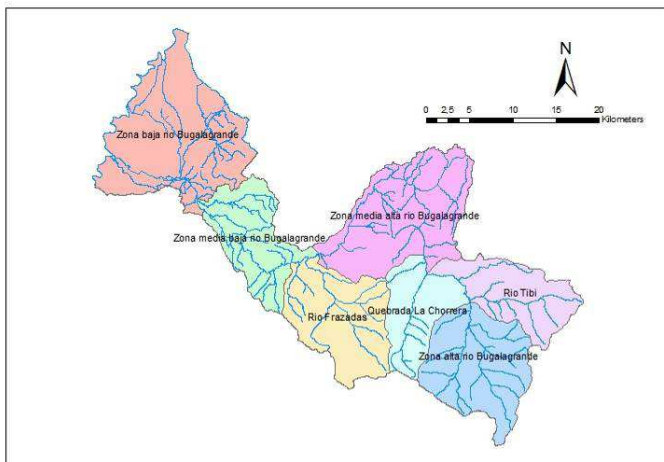 N
0 2,5 5 10 15 20
Kilometers
Zona baja rio Bugalagrande
Zona media alta rio Bugalagrande
Zona media baja rio Bugalagrande
Rio Tibi
Quebrada La Chorrera
Rio Frazadas
Zona alta rio Bugalagrande